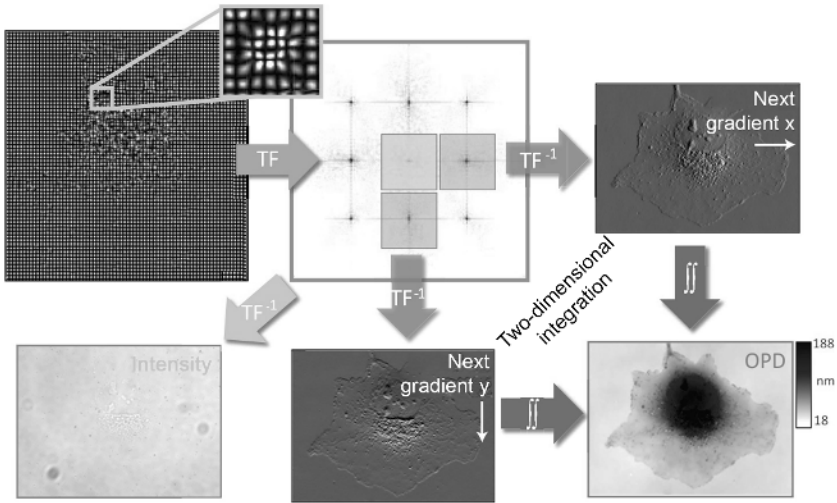 TF
TF-1
Next
gradient x
Two-dimensional
integration
∬
TF-1
TF-1
Intensity
Next
gradient y
∬
OPD
188
nm
18